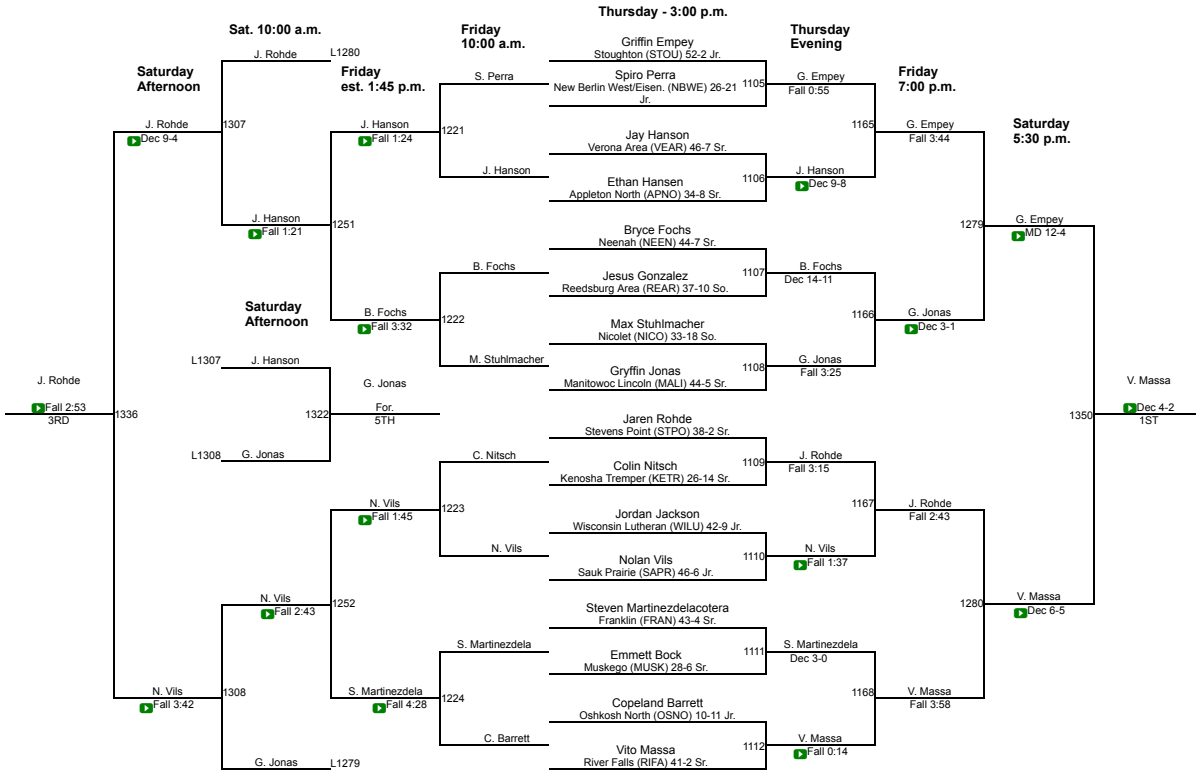 Thursday - 3:00 p.m.
Sat. 10:00 a.m.
Friday
10:00 a.m.
Thursday
Evening
Griffin Empey
Stoughton (STOU) 52-2 Jr.
J. Rohde
L1280
Saturday
Afternoon
Friday
est. 1:45 p.m.
Friday
7:00 p.m.
S. Perra
Spiro Perra
New Berlin West/Eisen. (NBWE) 26-21
Jr.
1105
G. Empey
Fall 0:55
J. Rohde
Dec 9-4
1307
J. Hanson
Fall 1:24
1221
1165
G. Empey
Fall 3:44
Saturday
5:30 p.m.
Jay Hanson
Verona Area (VEAR) 46-7 Sr.
J. Hanson
Ethan Hansen
Appleton North (APNO) 34-8 Sr.
1106
J. Hanson
Dec 9-8
J. Hanson
Fall 1:21
1251
1279
G. Empey
MD 12-4
Bryce Fochs
Neenah (NEEN) 44-7 Sr.
B. Fochs
Jesus Gonzalez
Reedsburg Area (REAR) 37-10 So.
1107
B. Fochs
Dec 14-11
Saturday
Afternoon
B. Fochs
Fall 3:32
1222
1166
G. Jonas
Dec 3-1
Max Stuhlmacher
Nicolet (NICO) 33-18 So.
L1307
J. Hanson
M. Stuhlmacher
Gryffin Jonas
Manitowoc Lincoln (MALI) 44-5 Sr.
1108
G. Jonas
Fall 3:25
J. Rohde
Fall 2:53
3RD
1336
1322
G. Jonas
For.
5TH
1350
V. Massa
Dec 4-2
1ST
Jaren Rohde
Stevens Point (STPO) 38-2 Sr.
L1308
G. Jonas
C. Nitsch
Colin Nitsch
Kenosha Tremper (KETR) 26-14 Sr.
1109
J. Rohde
Fall 3:15
N. Vils
Fall 1:45
1223
1167
J. Rohde
Fall 2:43
Jordan Jackson
Wisconsin Lutheran (WILU) 42-9 Jr.
N. Vils
Nolan Vils
Sauk Prairie (SAPR) 46-6 Jr.
1110
N. Vils
Fall 1:37
N. Vils
Fall 2:43
1252
1280
V. Massa
Dec 6-5
Steven Martinezdelacotera
Franklin (FRAN) 43-4 Sr.
S. Martinezdela
Emmett Bock
Muskego (MUSK) 28-6 Sr.
1111
S. Martinezdela
Dec 3-0
N. Vils
Fall 3:42
1308
S. Martinezdela
Fall 4:28
1224
1168
V. Massa
Fall 3:58
Copeland Barrett
Oshkosh North (OSNO) 10-11 Jr.
C. Barrett
Vito Massa
River Falls (RIFA) 41-2 Sr.
1112
V. Massa
Fall 0:14
G. Jonas
L1279